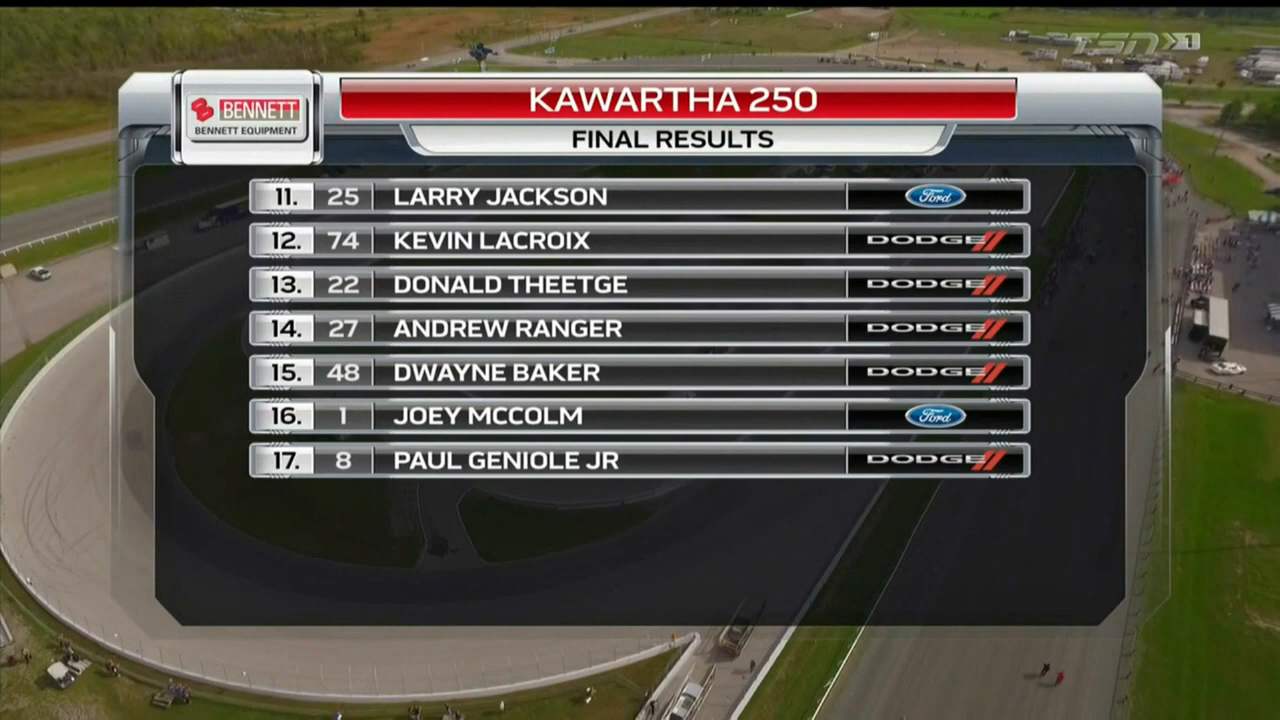 TSN 1
BENNETT
BENNETT EQUIPMENT
KAWARTHA 250
FINAL RESULTS
11. 25 LARRY JACKSON Ford
12. 74 KEVIN LACROIX DODGE
13. 22 DONALD THEETGE DODGE
14. 27 ANDREW RANGER DODGE
15. 48 DWAYNE BAKER DODGE
16. 1 JOEY MCCOLM Ford
17. 8 PAUL GENIOLE JR DODGE